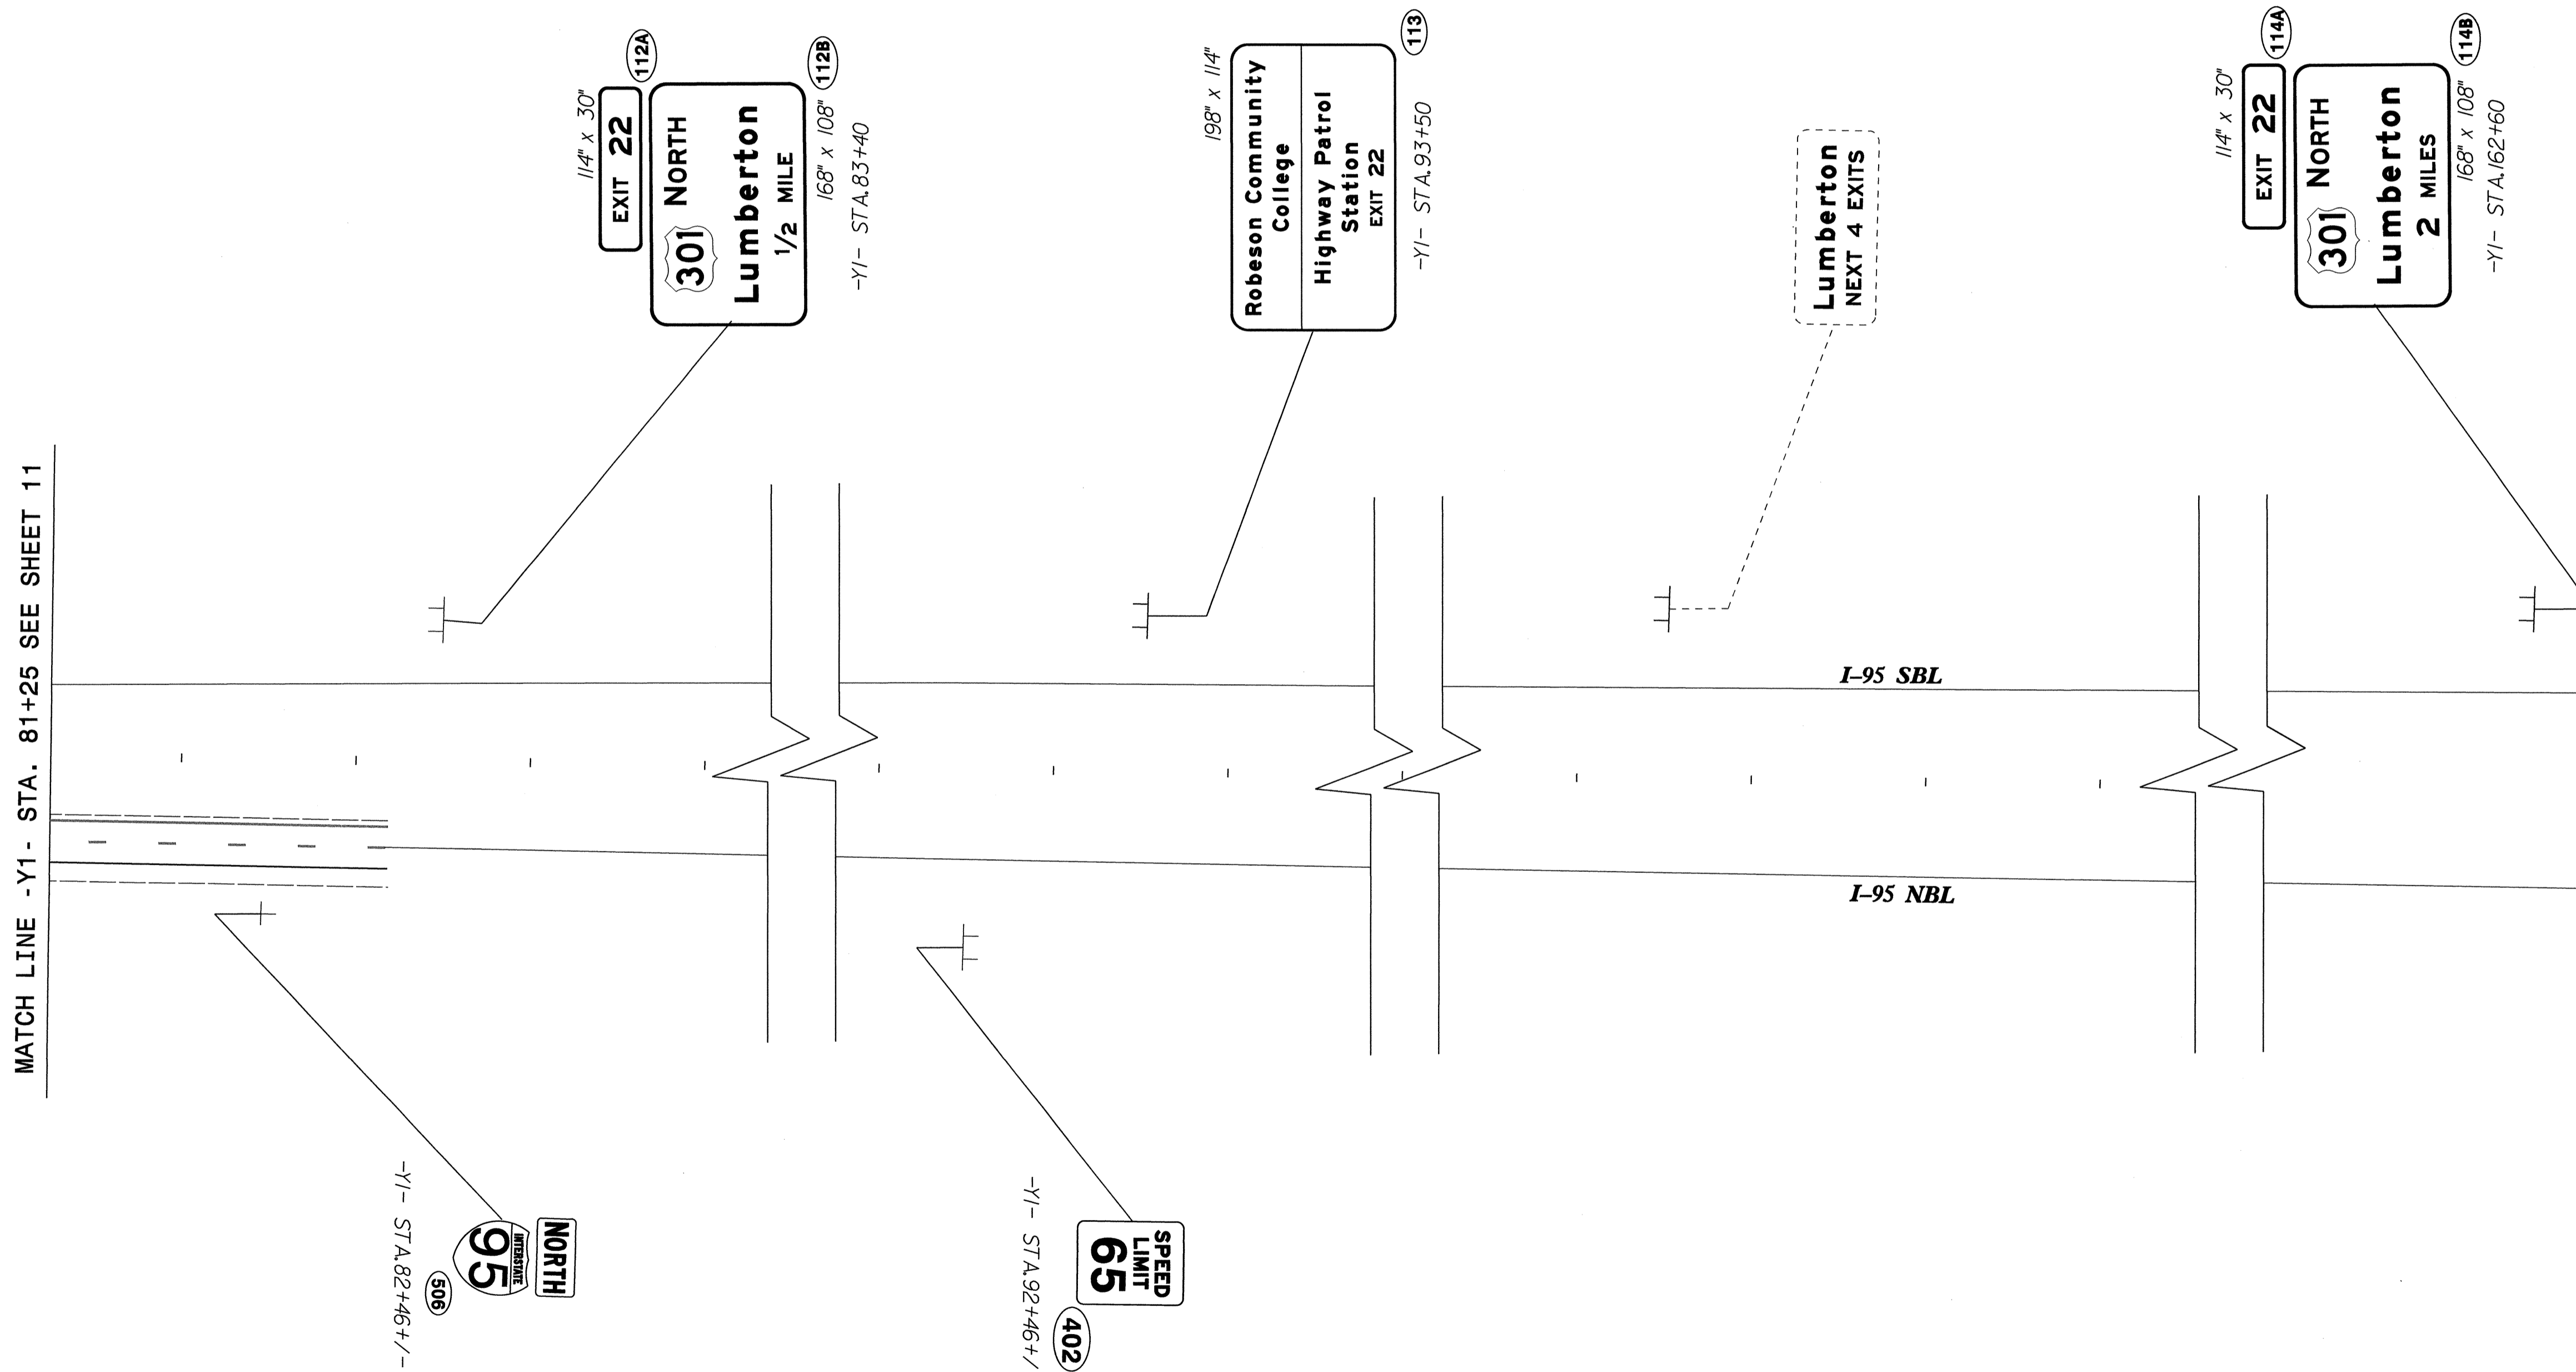 MATCH LINE -Y1- STA. 81+25 SEE SHEET 11
114" x 30"
112A
EXIT 22
301 NORTH
Lumberton
1/2 MILE
112B
168" x 108"
-Y1- STA.83+40
198" x 114"
113
Robeson Community
College
Highway Patrol
Station
EXIT 22
-Y1- STA.93+50
Lumberton
NEXT 4 EXITS
114" x 30"
114A
EXIT 22
301 NORTH
Lumberton
2 MILES
114B
168" x 108"
-Y1- STA.162+60
I-95 SBL
I-95 NBL
NORTH
INTERSTATE
95
506
-Y1- STA.82+46+/-
SPEED
LIMIT
65
402
-Y1- STA.92+46+/